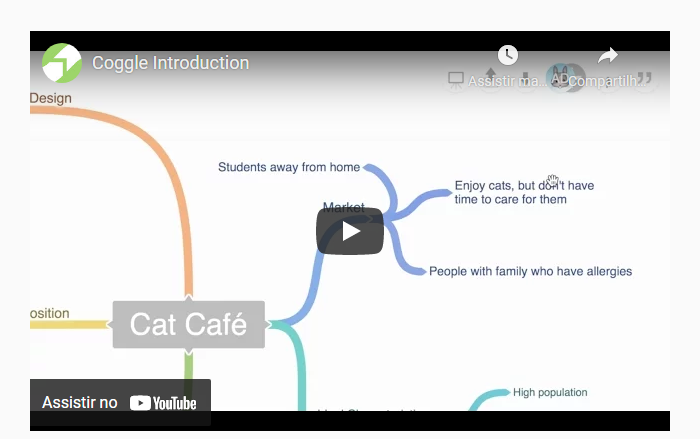 Coggle Introduction
Assistir ma...
Compartilh
Design
Students away from home
Enjoy cats, but don't have
time to care for them
Market
People with family who have allergies
osition
Cat Café
High population
Assistir no YouTube